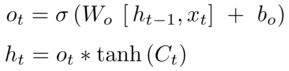 o_t = σ (W_o [ h_{t−1}, x_t ] + b_o)
h_t = o_t * tanh (C_t)